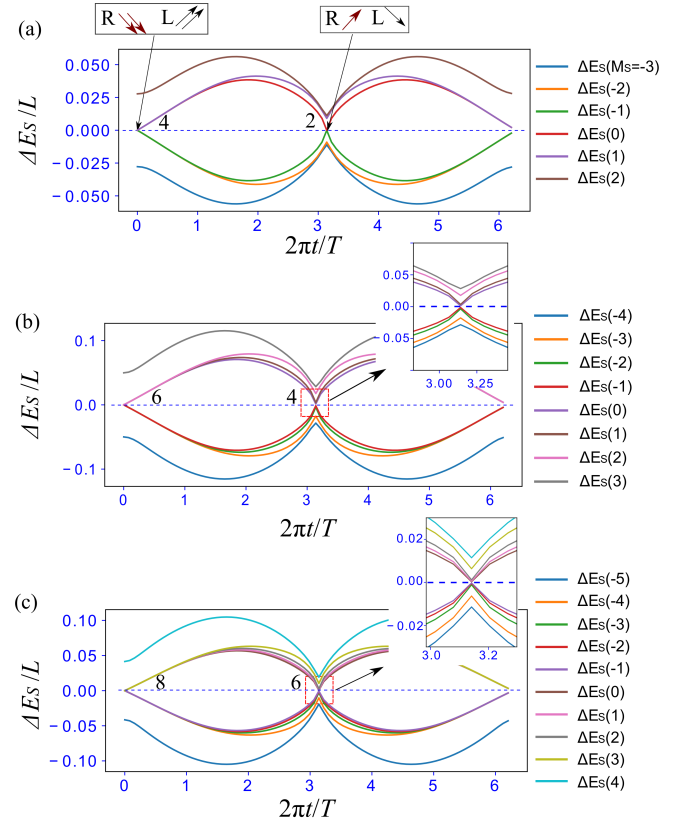 R L R L
(a)
0.050
0.025
0.000
−0.025
−0.050
ΔEs/L
4 2
0 1 2 3 4 5 6
2πt/T
ΔEs(Ms=-3)
ΔEs(-2)
ΔEs(-1)
ΔEs(0)
ΔEs(1)
ΔEs(2)
0.05
0.00
−0.05
3.00 3.25
(b)
0.1
0.0
−0.1
ΔEs/L
6 4
0 1 2 3 4 5 6
2πt/T
ΔEs(-4)
ΔEs(-3)
ΔEs(-2)
ΔEs(-1)
ΔEs(0)
ΔEs(1)
ΔEs(2)
ΔEs(3)
0.02
0.00
−0.02
3.0 3.2
(c)
0.10
0.05
0.00
−0.05
−0.10
ΔEs/L
8 6
0 1 2 3 4 5 6
2πt/T
ΔEs(-5)
ΔEs(-4)
ΔEs(-3)
ΔEs(-2)
ΔEs(-1)
ΔEs(0)
ΔEs(1)
ΔEs(2)
ΔEs(3)
ΔEs(4)